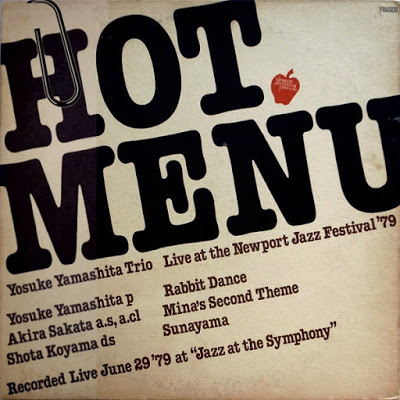 FRASCO
HOT
MENU
Yosuke Yamashita Trio Live at the Newport Jazz Festival '79
Yosuke Yamashita p
Akira Sakata a.s, a.cl
Shota Koyama ds
Rabbit Dance
Mina's Second Theme
Sunayama
Recorded Live June 29 '79 at "Jazz at the Symphony"